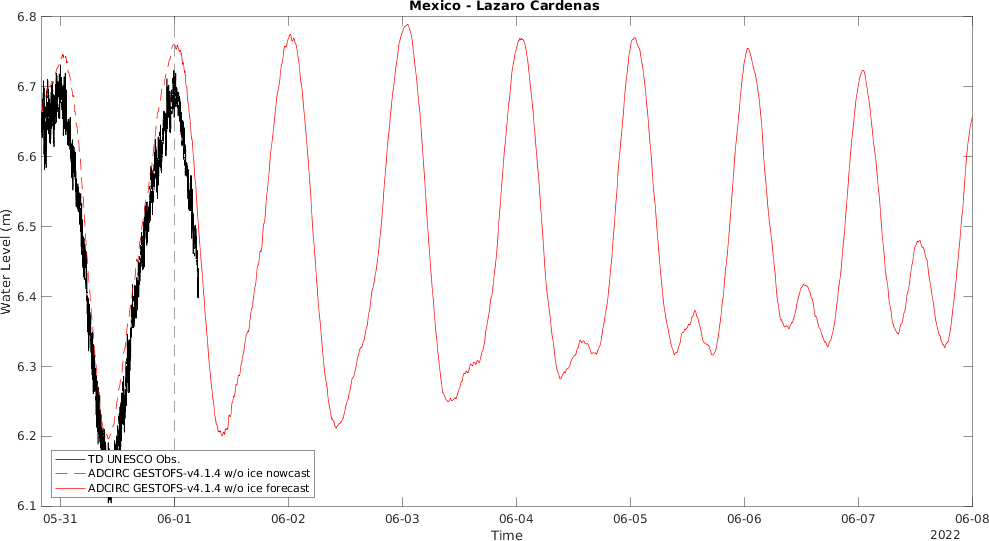 Mexico - Lazaro Cardenas
6.8
6.7
6.6
6.5
6.4
6.3
6.2
6.1
Water Level (m)
TD UNESCO Obs.
ADCIRC GESTOFS-v4.1.4 w/o ice nowcast
ADCIRC GESTOFS-v4.1.4 w/o ice forecast
05-31 06-01 06-02 06-03 06-04 06-05 06-06 06-07 06-08
Time
2022